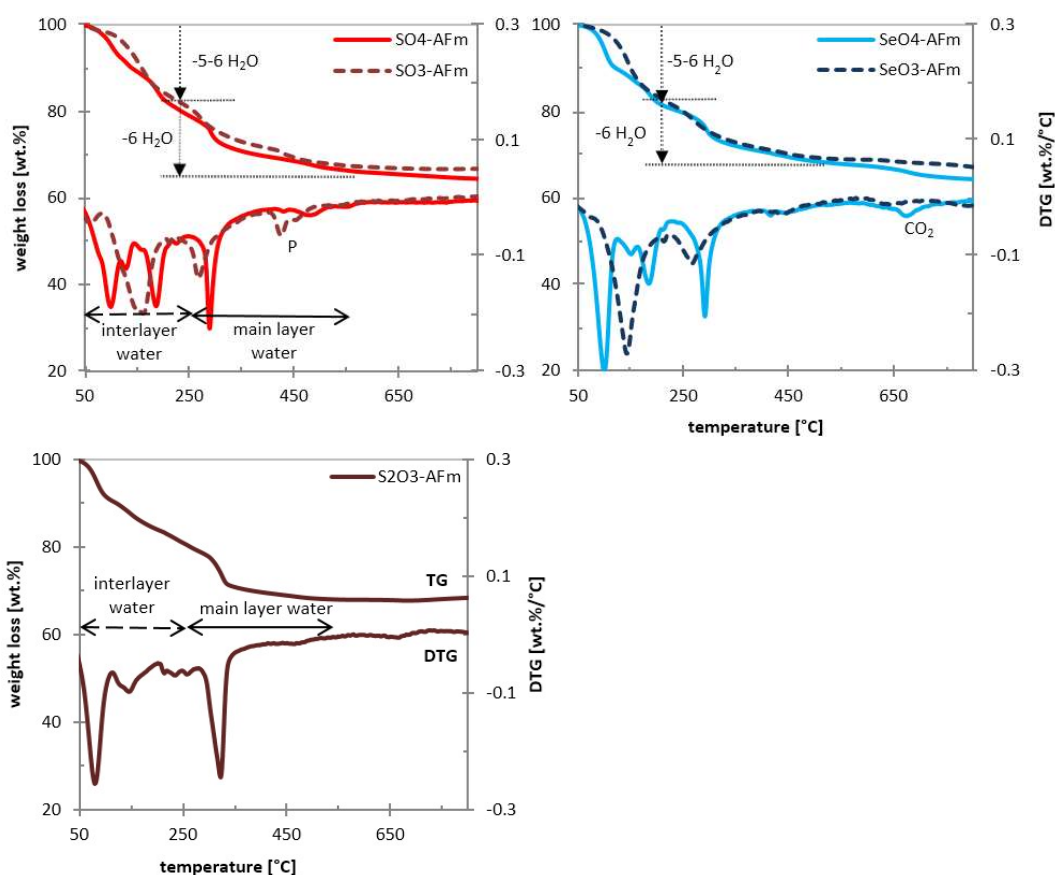 100
80
60
40
20
weight loss [wt.%]
SO4-AFm
SO3-AFm
-5-6 H₂O
-6 H₂O
P
interlayer
water
main layer
water
0.3
0.1
-0.1
-0.3
50
250
450
650
100
80
60
40
20
SeO4-AFm
SeO3-AFm
-5-6 H₂O
-6 H₂O
CO₂
0.3
0.1
-0.1
-0.3
DTG [wt.%/°C]
50
250
450
650
temperature [°C]
100
80
60
40
20
weight loss [wt.%]
S2O3-AFm
interlayer
water
main layer water
TG
DTG
0.3
0.1
-0.1
-0.3
DTG [wt.%/°C]
50
250
450
650
temperature [°C]